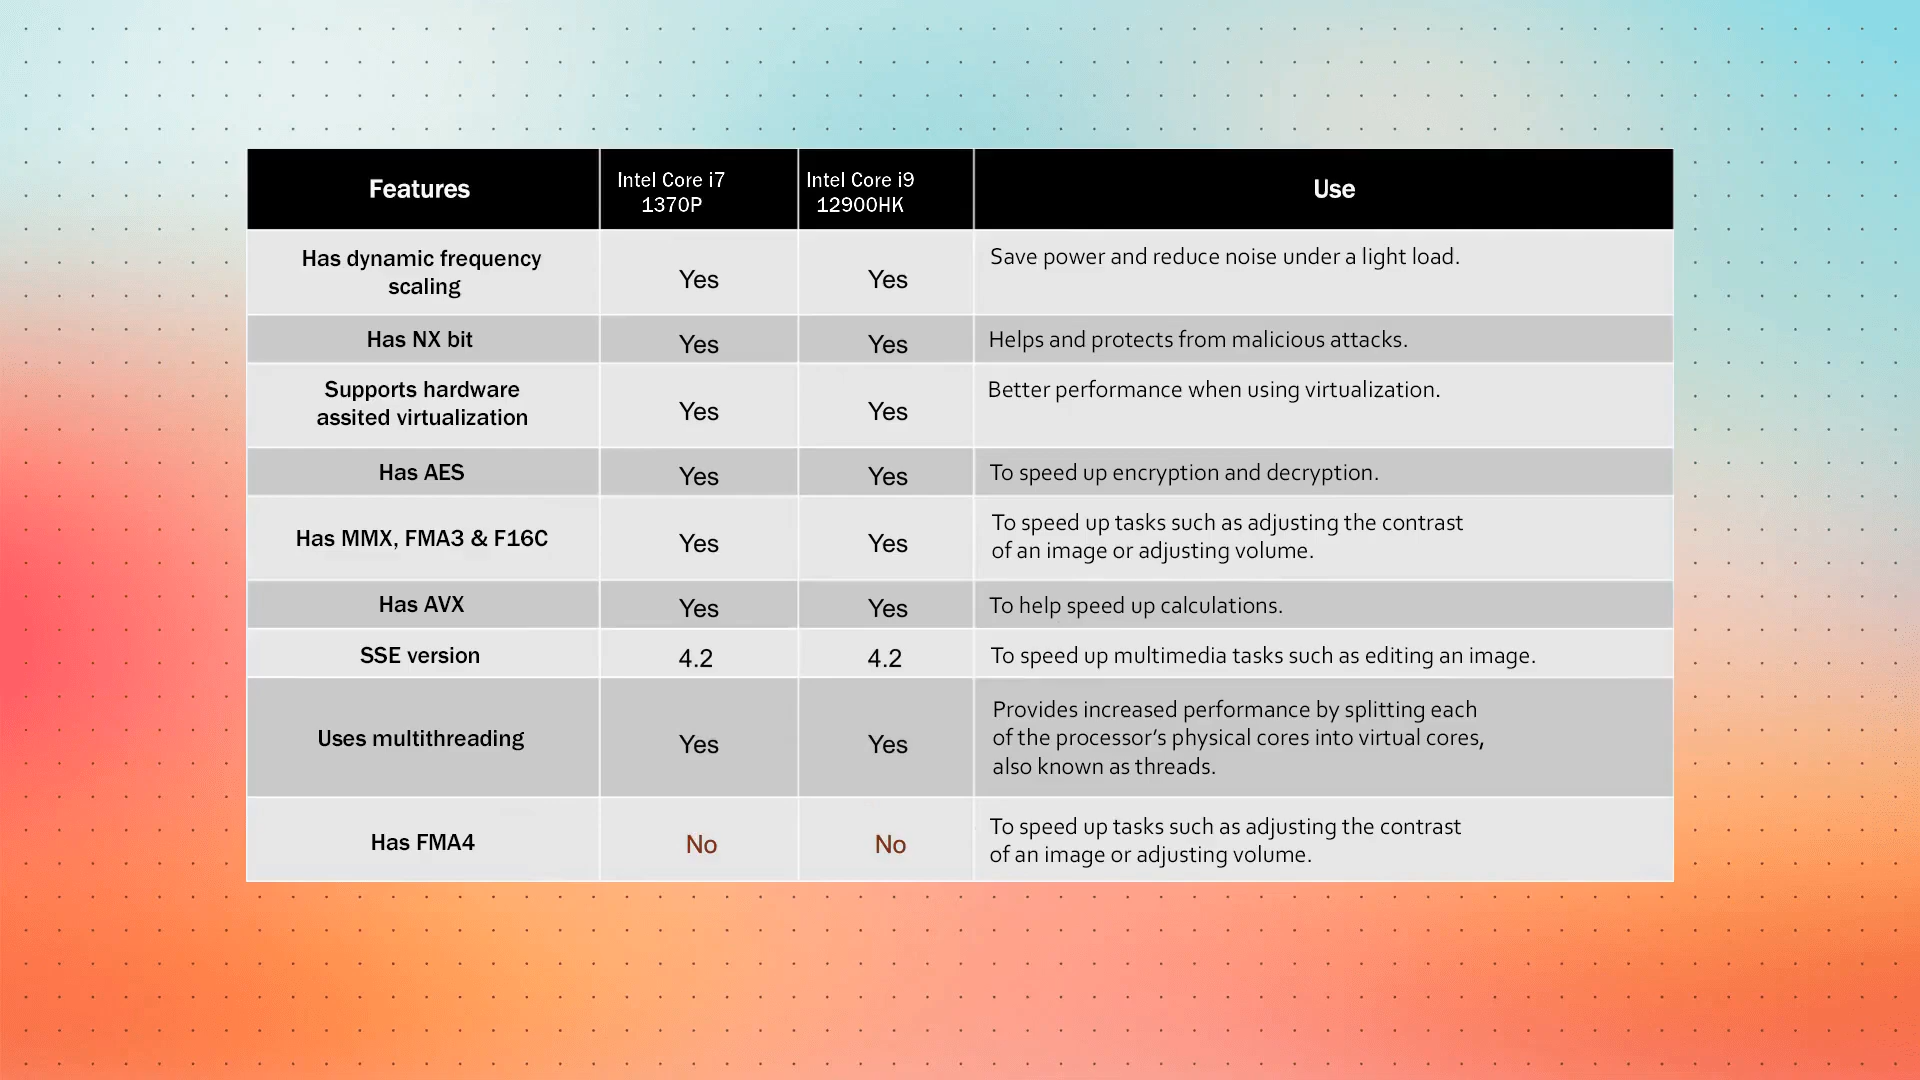 Features
Intel Core i7
1370P
Intel Core i9
12900HK
Use
Has dynamic frequency
scaling
Yes
Yes
Save power and reduce noise under a light load.
Has NX bit
Yes
Yes
Helps and protects from malicious attacks.
Supports hardware
assited virtualization
Yes
Yes
Better performance when using virtualization.
Has AES
Yes
Yes
To speed up encryption and decryption.
Has MMX, FMA3 & F16C
Yes
Yes
To speed up tasks such as adjusting the contrast
of an image or adjusting volume.
Has AVX
Yes
Yes
To help speed up calculations.
SSE version
4.2
4.2
To speed up multimedia tasks such as editing an image.
Uses multithreading
Yes
Yes
Provides increased performance by splitting each
of the processor's physical cores into virtual cores,
also known as threads.
Has FMA4
No
No
To speed up tasks such as adjusting the contrast
of an image or adjusting volume.